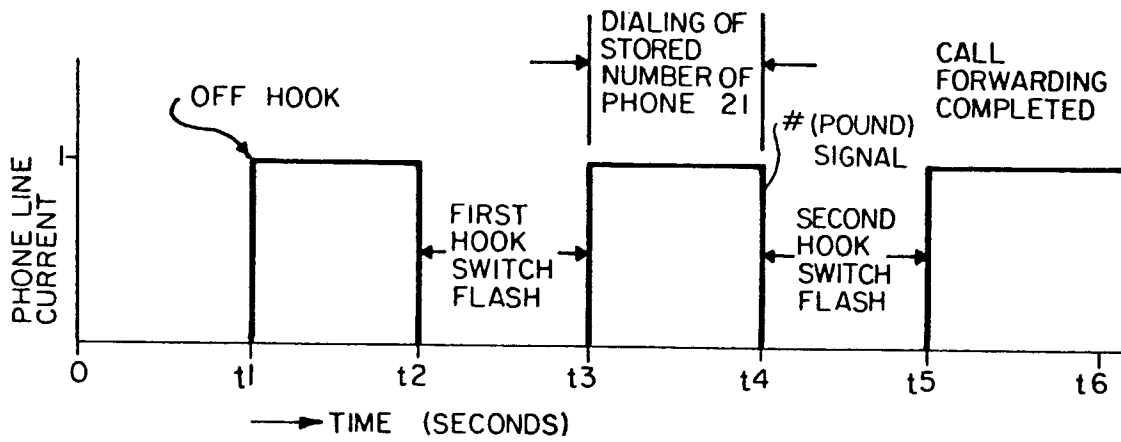 DIALING OF
STORED
NUMBER OF
PHONE 21
CALL
FORWARDING
COMPLETED
OFF HOOK
# (POUND)
SIGNAL
1
PHONE LINE
CURRENT
FIRST
HOOK
SWITCH
FLASH
SECOND
HOOK
SWITCH
FLASH
0 t1 t2 t3 t4 t5 t6
TIME (SECONDS)